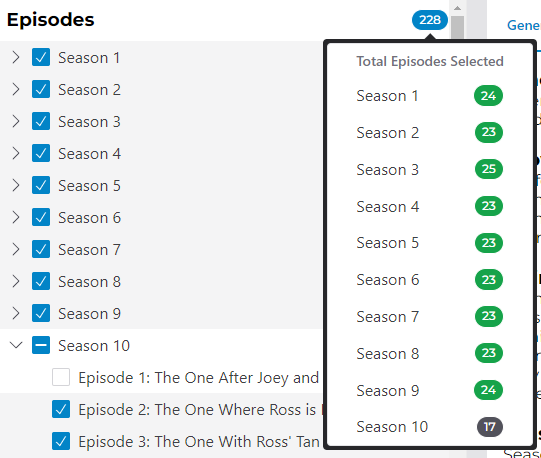 Episodes 228
Gene
Season 1
Season 2
Season 3
Season 4
Season 5
Season 6
Season 7
Season 8
Season 9
Season 10
Episode 1: The One After Joey and
Episode 2: The One Where Ross is
Episode 3: The One With Ross' Tan
Total Episodes Selected
Season 1 24
Season 2 23
Season 3 25
Season 4 23
Season 5 23
Season 6 23
Season 7 23
Season 8 23
Season 9 24
Season 10 17